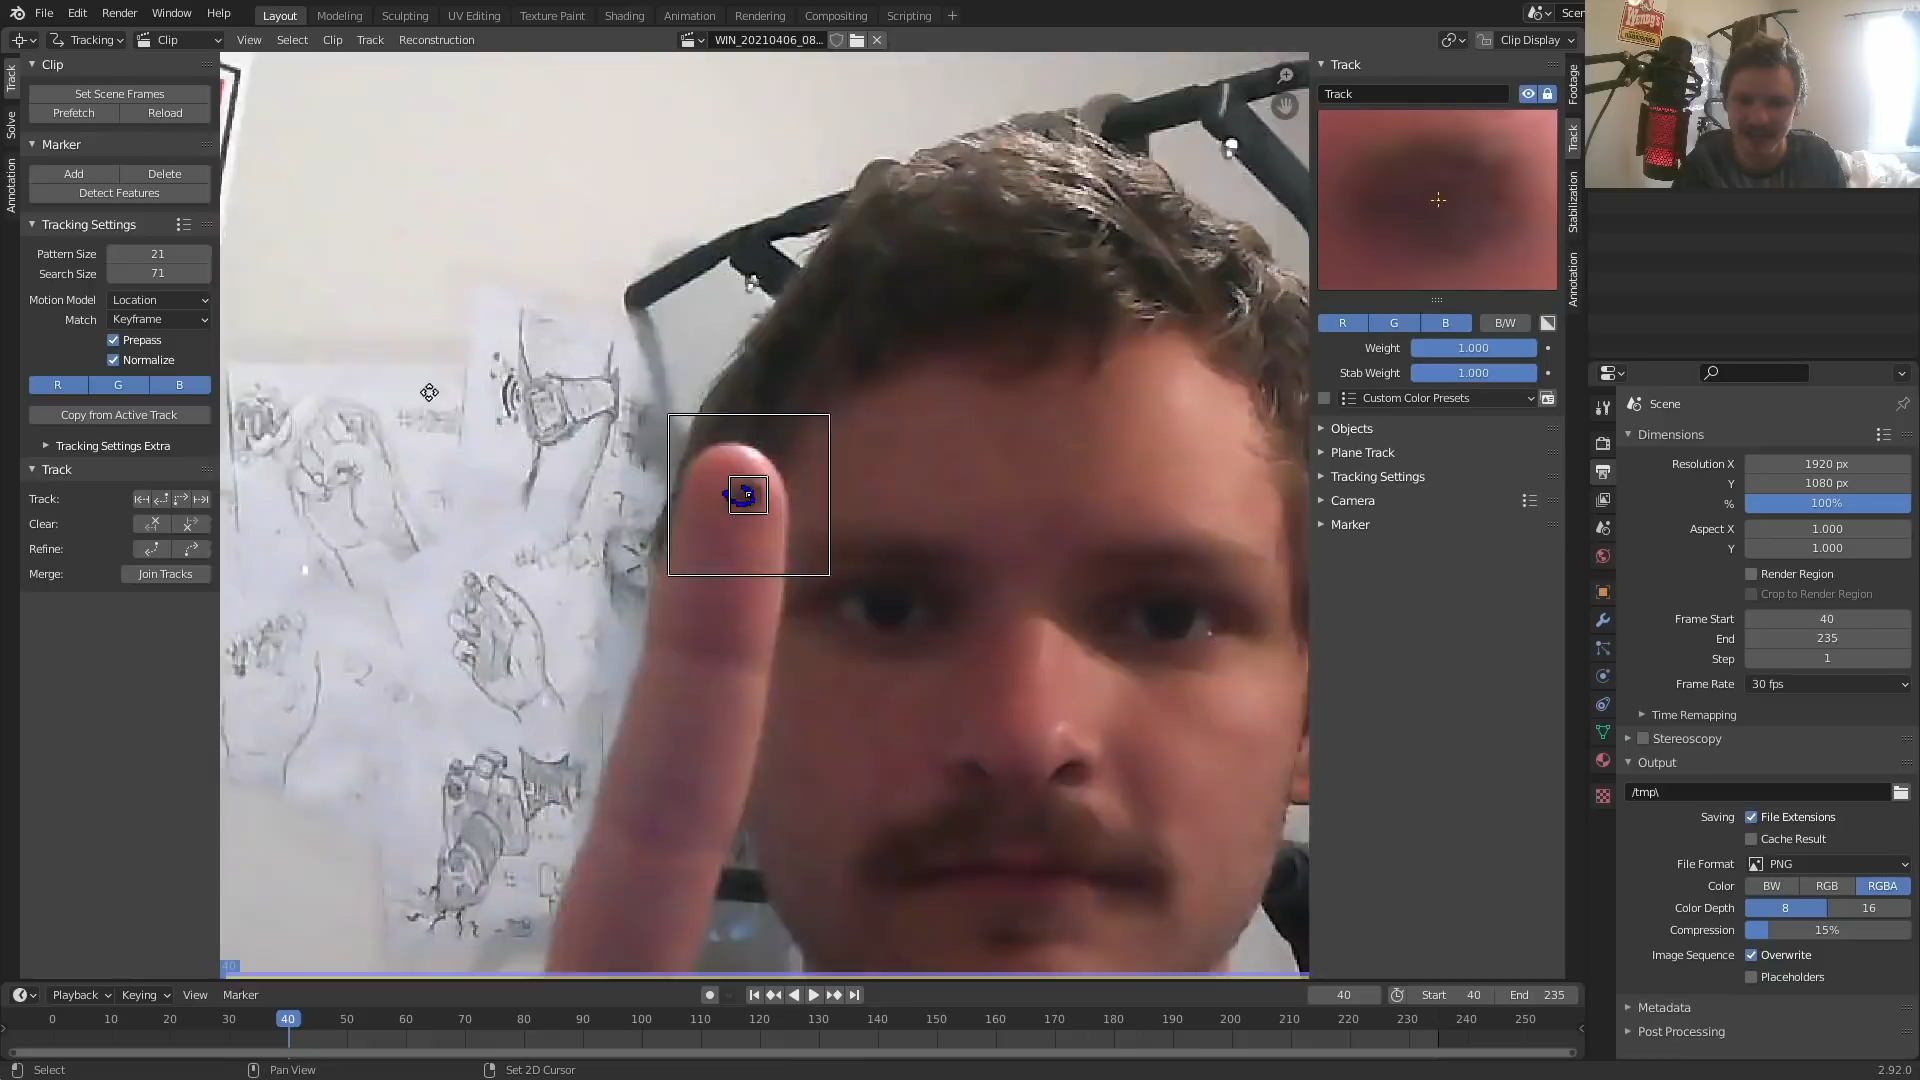 File Edit Render Window Help Layout Modeling Sculpting UV Editing Texture Paint Shading Animation Rendering Compositing Scripting +
Tracking Clip View Select Clip Track Reconstruction WIN_20210406_08... Clip Display
Wendy's
Track
Solve
Annotation
Clip
Set Scene Frames
Prefetch Reload
Marker
Add Delete
Detect Features
Tracking Settings
Pattern Size 21
Search Size 71
Motion Model Location
Match Keyframe
Prepass
Normalize
R G B
Copy from Active Track
Tracking Settings Extra
Track
Track:
Clear:
Refine:
Merge: Join Tracks
40
Track
Track
R G B B/W
Weight 1.000
Stab Weight 1.000
Custom Color Presets
Objects
Plane Track
Tracking Settings
Camera
Marker
Footage
Track
Stabilization
Annotation
Scene
Dimensions
Resolution X 1920 px
Y 1080 px
% 100%
Aspect X 1.000
Y 1.000
Render Region
Crop to Render Region
Frame Start 40
End 235
Step 1
Frame Rate 30 fps
Time Remapping
Stereoscopy
Output
/tmp\
Saving File Extensions
Cache Result
File Format PNG
Color BW RGB RGBA
Color Depth 8 16
Compression 15%
Image Sequence Overwrite
Placeholders
Metadata
Post Processing
Playback Keying View Marker 40 Start 40 End 235
0 10 20 30 40 50 60 70 80 90 100 110 120 130 140 150 160 170 180 190 200 210 220 230 240 250
Select Pan View Set 2D Cursor 2.92.0